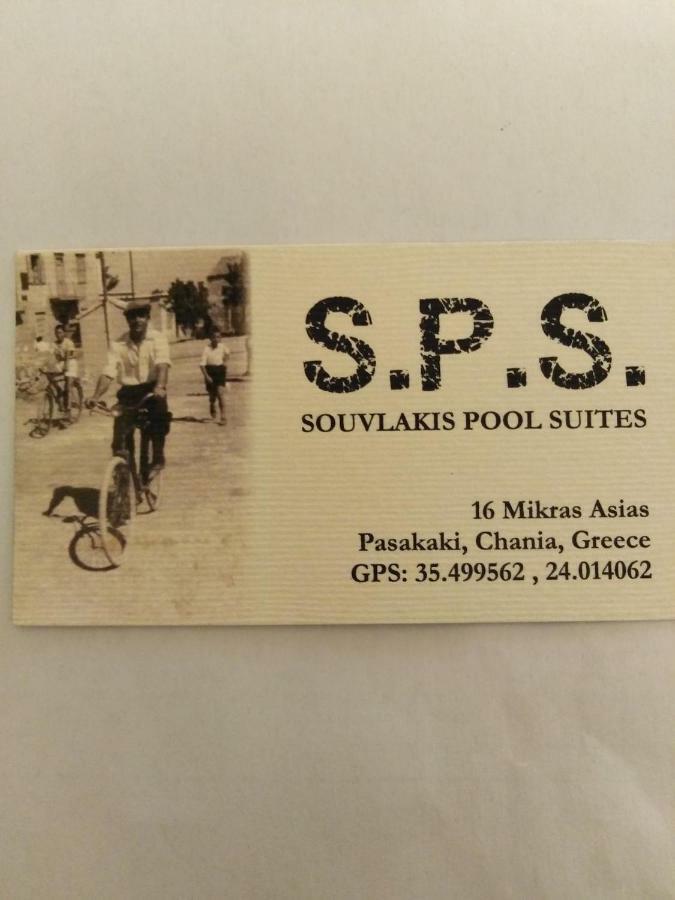 S.P.S.
SOUVLAKIS POOL SUITES
16 Mikras Asias
Pasakaki, Chania, Greece
GPS: 35.499562 , 24.014062